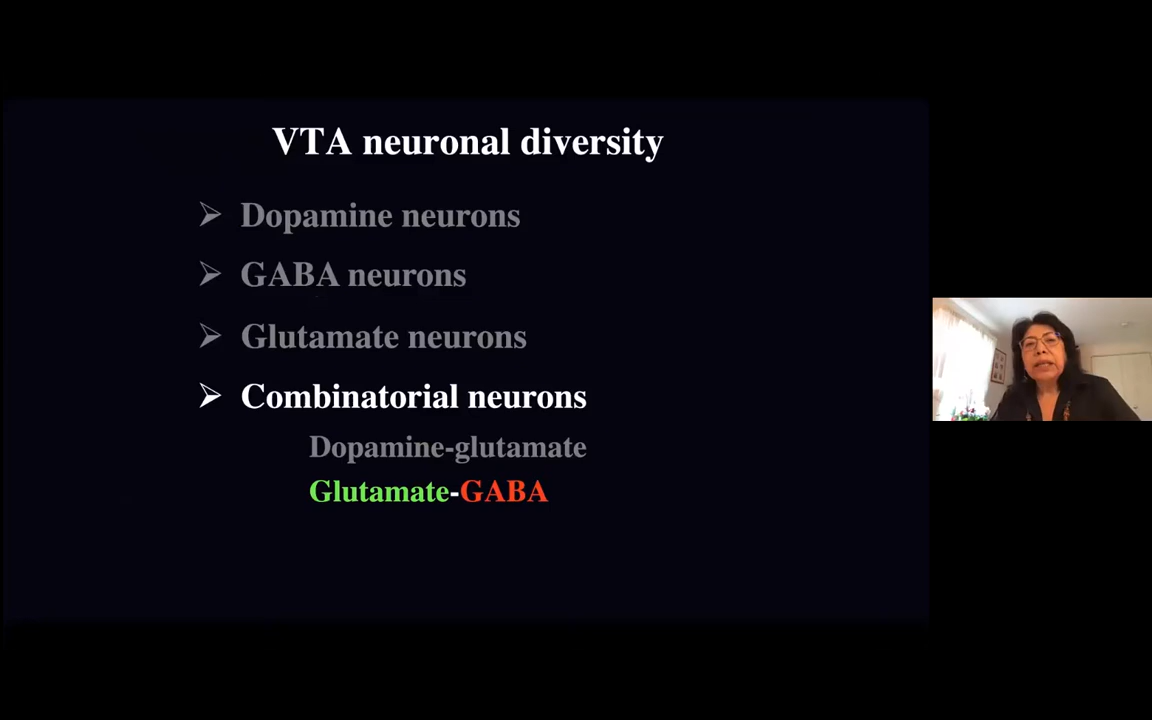 VTA neuronal diversity
➢ Dopamine neurons
➢ GABA neurons
➢ Glutamate neurons
➢ Combinatorial neurons
Dopamine-glutamate
Glutamate-GABA